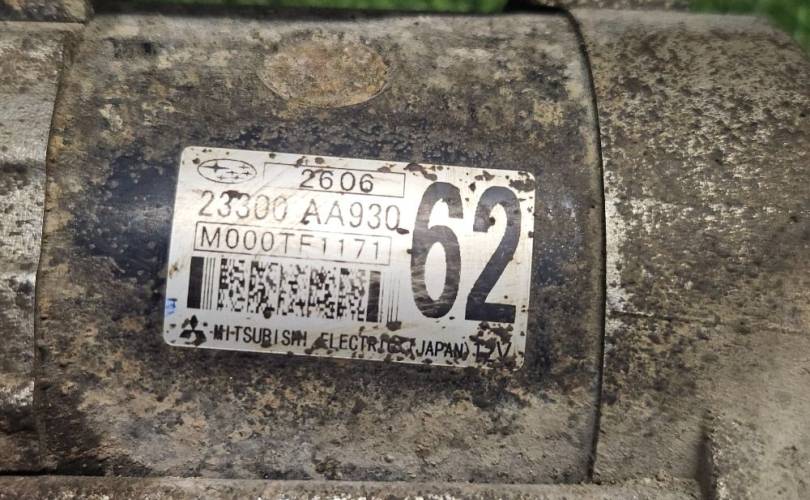 2606
23300 AA930
M000TF1171
62
MITSUBISHI ELECTRIC (JAPAN) 12V